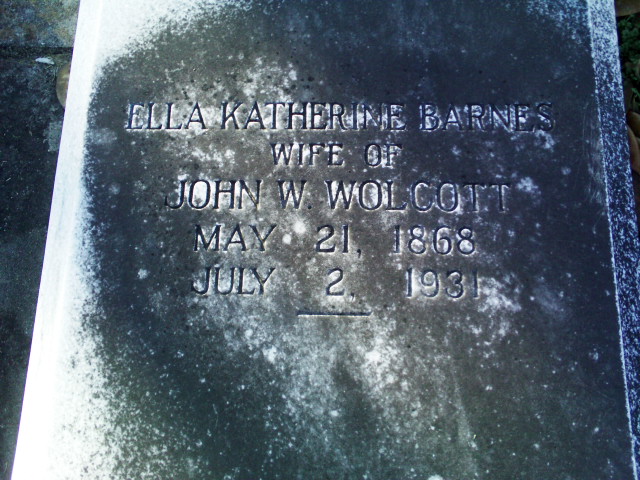 ELLA KATHERINE BARNES
WIFE OF
JOHN W. WOLCOTT
MAY 21, 1868
JULY 2, 1931